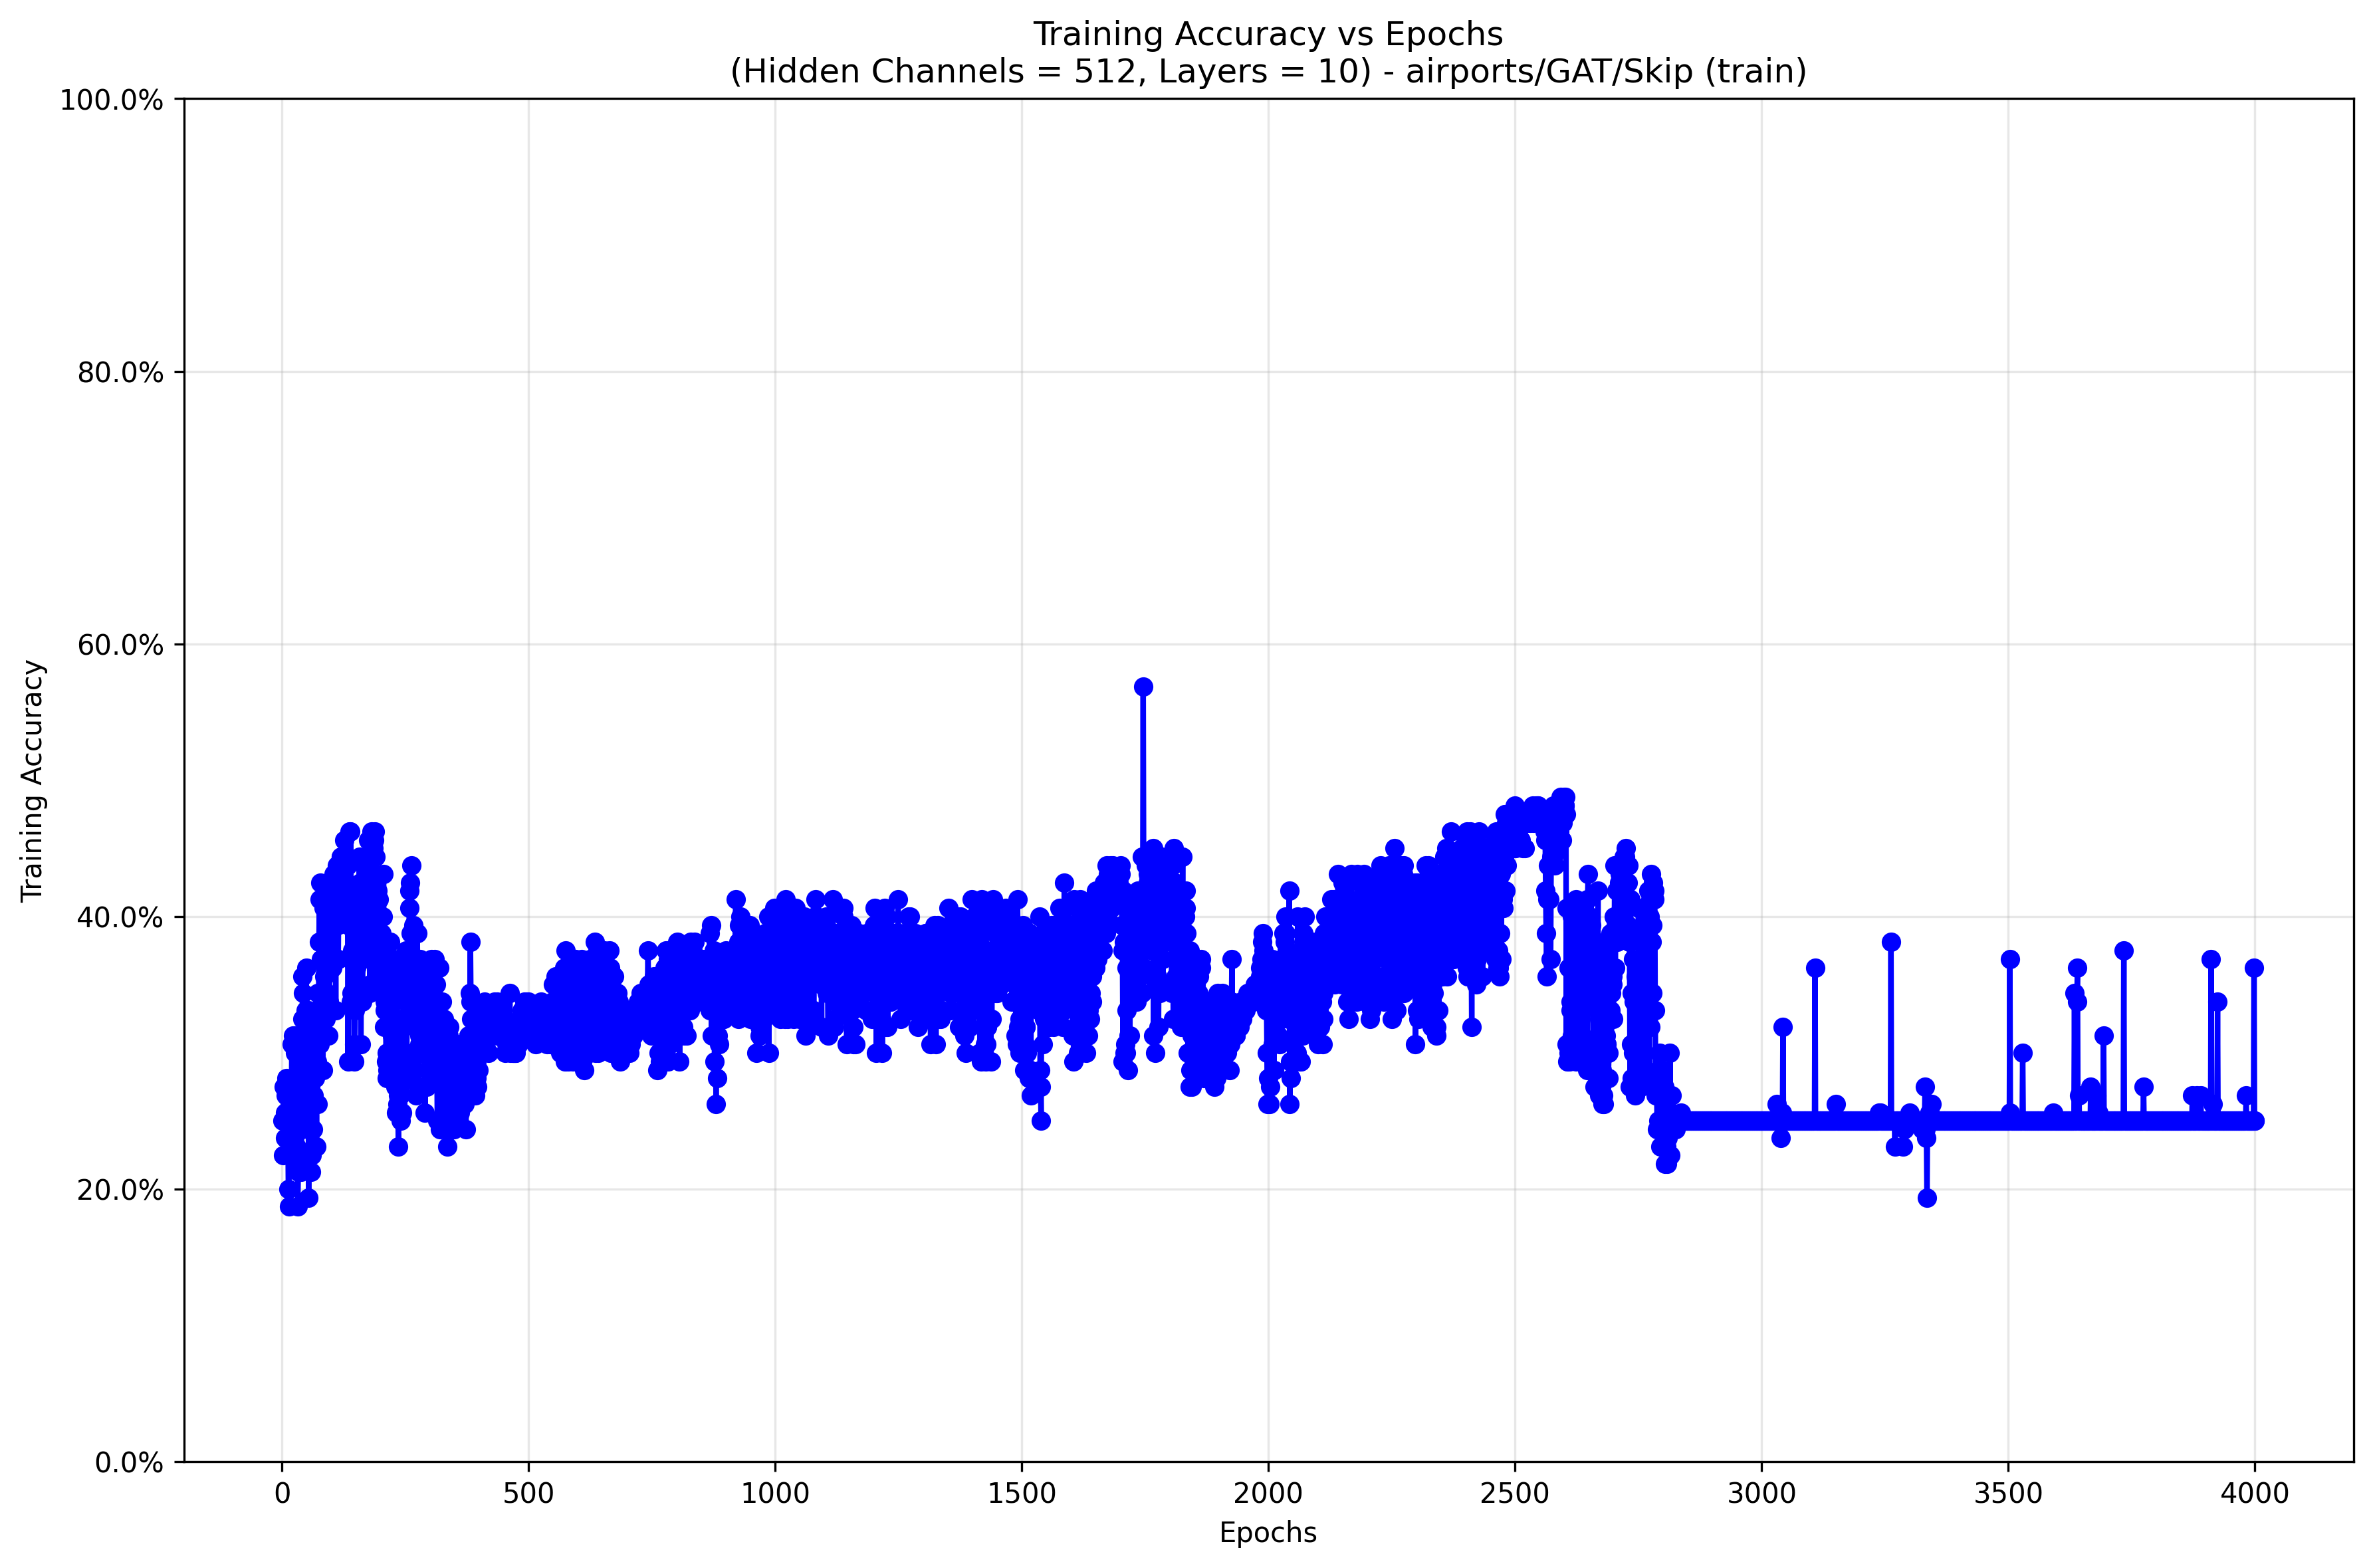 Training Accuracy vs Epochs
(Hidden Channels = 512, Layers = 10) - airports/GAT/Skip (train)
100.0%
80.0%
60.0%
40.0%
20.0%
0.0%
Training Accuracy
0 500 1000 1500 2000 2500 3000 3500 4000
Epochs